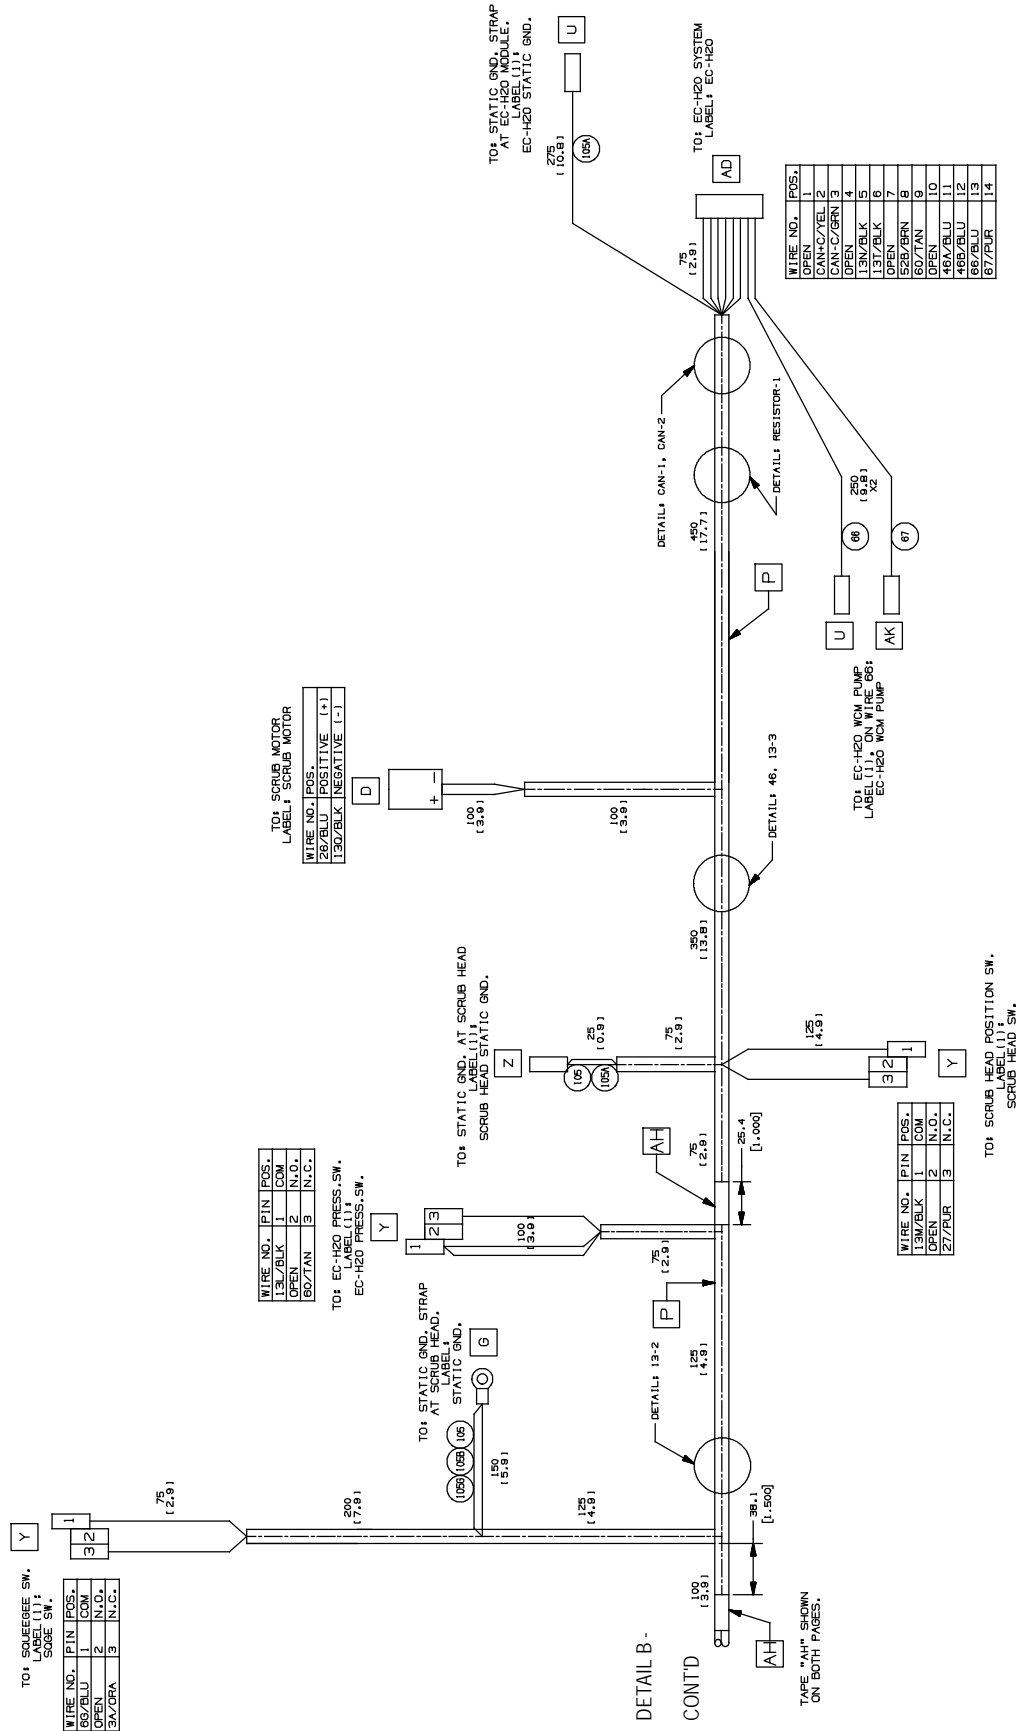 TO: SQUEEGEE SW.
LABEL(1):
SQGE SW.
WIRE NO. PIN POS.
6G/BLU 1 COM
OPEN 2 N.O.
3A/ORA 3 N.C.
Y
3 2 1
75
[2.9]
200
[7.9]
125
[4.9]
TO: STATIC GND. STRAP
AT SCRUB HEAD.
LABEL:
STATIC GND.
G
105G 105B 105
150
[5.9]
WIRE NO. PIN POS.
13L/BLK 1 COM
OPEN 2 N.O.
60/TAN 3 N.C.
TO: EC-H2O PRESS.SW.
LABEL(1):
EC-H2O PRESS.SW.
Y
1 2 3
100
[3.9]
75
[2.9]
TO: STATIC GND. AT SCRUB HEAD
LABEL(1):
SCRUB HEAD STATIC GND.
Z
105
105A
25
[0.9]
75
[2.9]
TO: SCRUB MOTOR
LABEL: SCRUB MOTOR
WIRE NO. POS.
26/BLU POSITIVE (+)
13Q/BLK NEGATIVE (-)
D
+ -
100
[3.9]
100
[3.9]
TO: STATIC GND. STRAP
AT EC-H2O MODULE.
LABEL(1):
EC-H2O STATIC GND.
U
275
[10.8]
105A
TO: EC-H2O SYSTEM
LABEL: EC-H2O
AD
75
[2.9]
WIRE NO. POS.
OPEN 1
CAN+C/YEL 2
CAN-C/GRN 3
OPEN 4
13N/BLK 5
13T/BLK 6
OPEN 7
52B/BRN 8
60/TAN 9
OPEN 10
46A/BLU 11
46B/BLU 12
66/BLU 13
67/PUR 14
DETAIL B -
CONT'D
100
[3.9]
AH
TAPE "AH" SHOWN
ON BOTH PAGES.
38.1
[1.500]
DETAIL: 13-2
125
[4.9]
P
AH
75
[2.9]
25.4
[1.000]
125
[4.9]
3 2 1
Y
WIRE NO. PIN POS.
13M/BLK 1 COM
OPEN 2 N.O.
27/PUR 3 N.C.
TO: SCRUB HEAD POSITION SW.
LABEL(1):
SCRUB HEAD SW.
350
[13.8]
DETAIL: 46, 13-3
P
450
[17.7]
DETAIL: CAN-1, CAN-2
DETAIL: RESISTOR-1
250
[9.8]
X2
66
67
U
AK
TO: EC-H2O WCM PUMP
LABEL(1), ON WIRE 66:
EC-H2O WCM PUMP